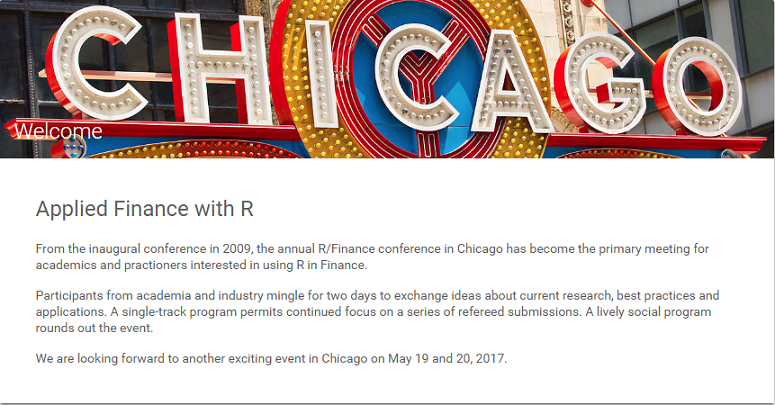 CHICAGO
Welcome
Applied Finance with R
From the inaugural conference in 2009, the annual R/Finance conference in Chicago has become the primary meeting for
academics and practioners interested in using R in Finance.
Participants from academia and industry mingle for two days to exchange ideas about current research, best practices and
applications. A single-track program permits continued focus on a series of refereed submissions. A lively social program
rounds out the event.
We are looking forward to another exciting event in Chicago on May 19 and 20, 2017.